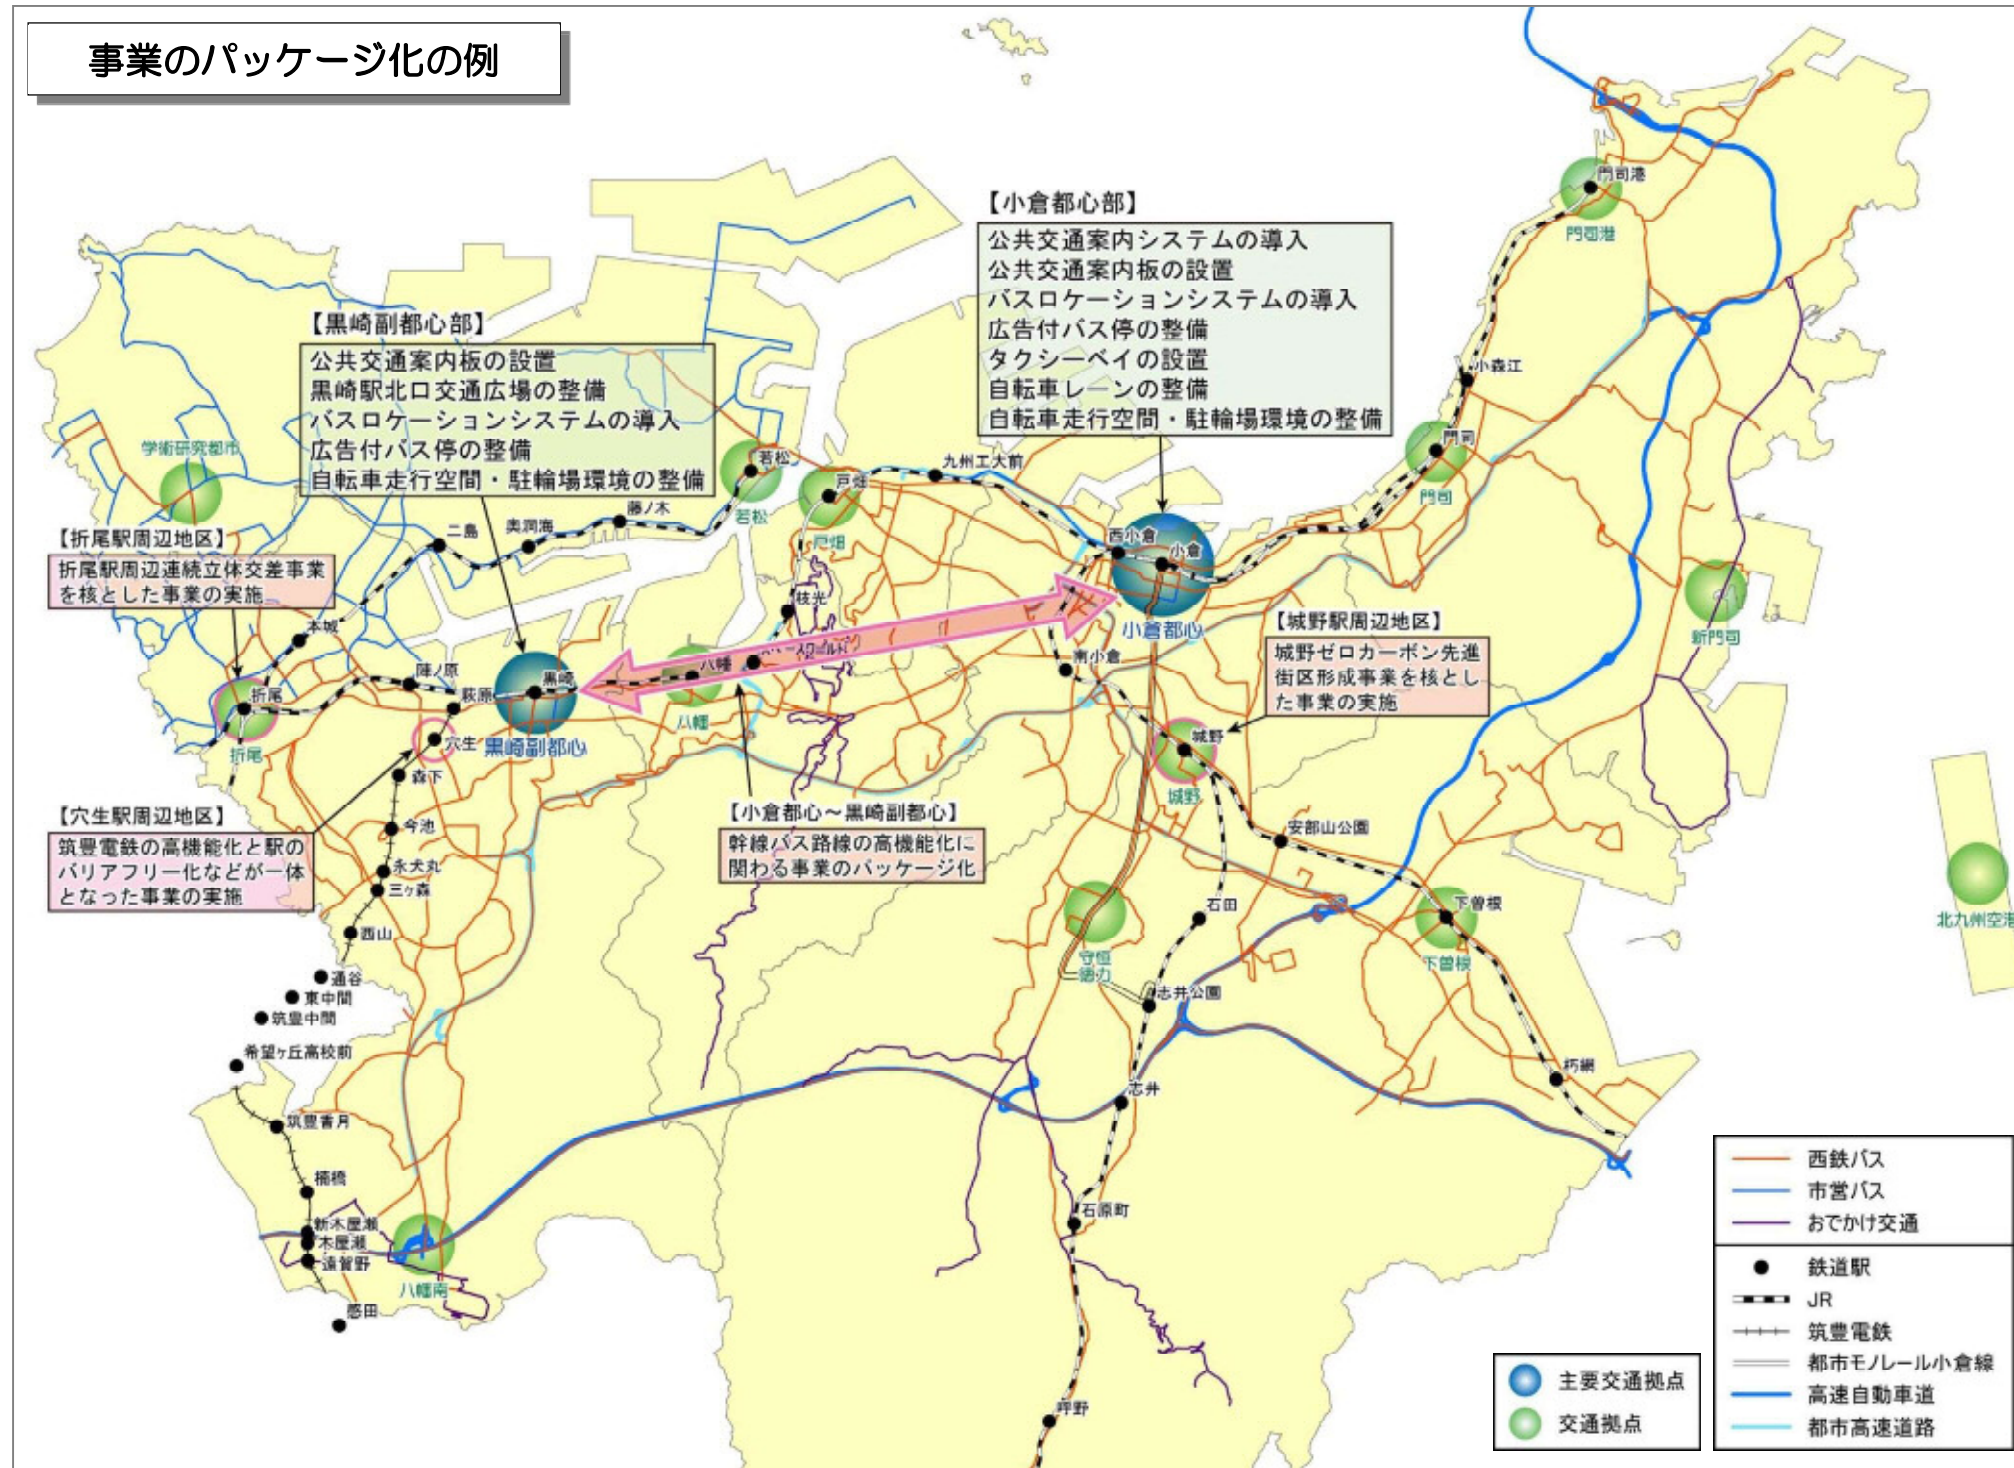 事業のパッケージ化の例
【小倉都心部】
公共交通案内システムの導入
公共交通案内板の設置
バスロケーションシステムの導入
広告付バス停の整備
タクシーベイの設置
自転車レーンの整備
自転車走行空間・駐輪場環境の整備
【黒崎副都心部】
公共交通案内板の設置
黒崎駅北口交通広場の整備
バスロケーションシステムの導入
広告付バス停の整備
自転車走行空間・駐輪場環境の整備
【折尾駅周辺地区】
折尾駅周辺連続立体交差事業
を核とした事業の実施
【城野駅周辺地区】
城野ゼロカーボン先進
街区形成事業を核とし
た事業の実施
【穴生駅周辺地区】
筑豊電鉄の高機能化と駅の
バリアフリー化などが一体
となった事業の実施
【小倉都心～黒崎副都心】
幹線バス路線の高機能化に
関わる事業のパッケージ化
門司港
門司港
小森江
門司
門司
学術研究都市
若松
若松
戸畑
戸畑
九州工大前
藤ノ木
奥洞海
二島
西小倉
小倉
小倉都心
枝光
本城
新門司
陣ノ原
萩原
黒崎
八幡
八幡
南小倉
折尾
折尾
穴生
黒崎副都心
城野
城野
森下
今池
安部山公園
永犬丸
三ヶ森
石田
下曽根
下曽根
北九州空港
西山
守恒
徳力
通谷
東中間
筑豊中間
志井公園
希望ヶ丘高校前
朽網
志井
筑豊香月
楠橋
石原町
新木屋瀬
木屋瀬
遠賀野
八幡南
感田
呼野
西鉄バス
市営バス
おでかけ交通
鉄道駅
JR
筑豊電鉄
都市モノレール小倉線
高速自動車道
都市高速道路
主要交通拠点
交通拠点